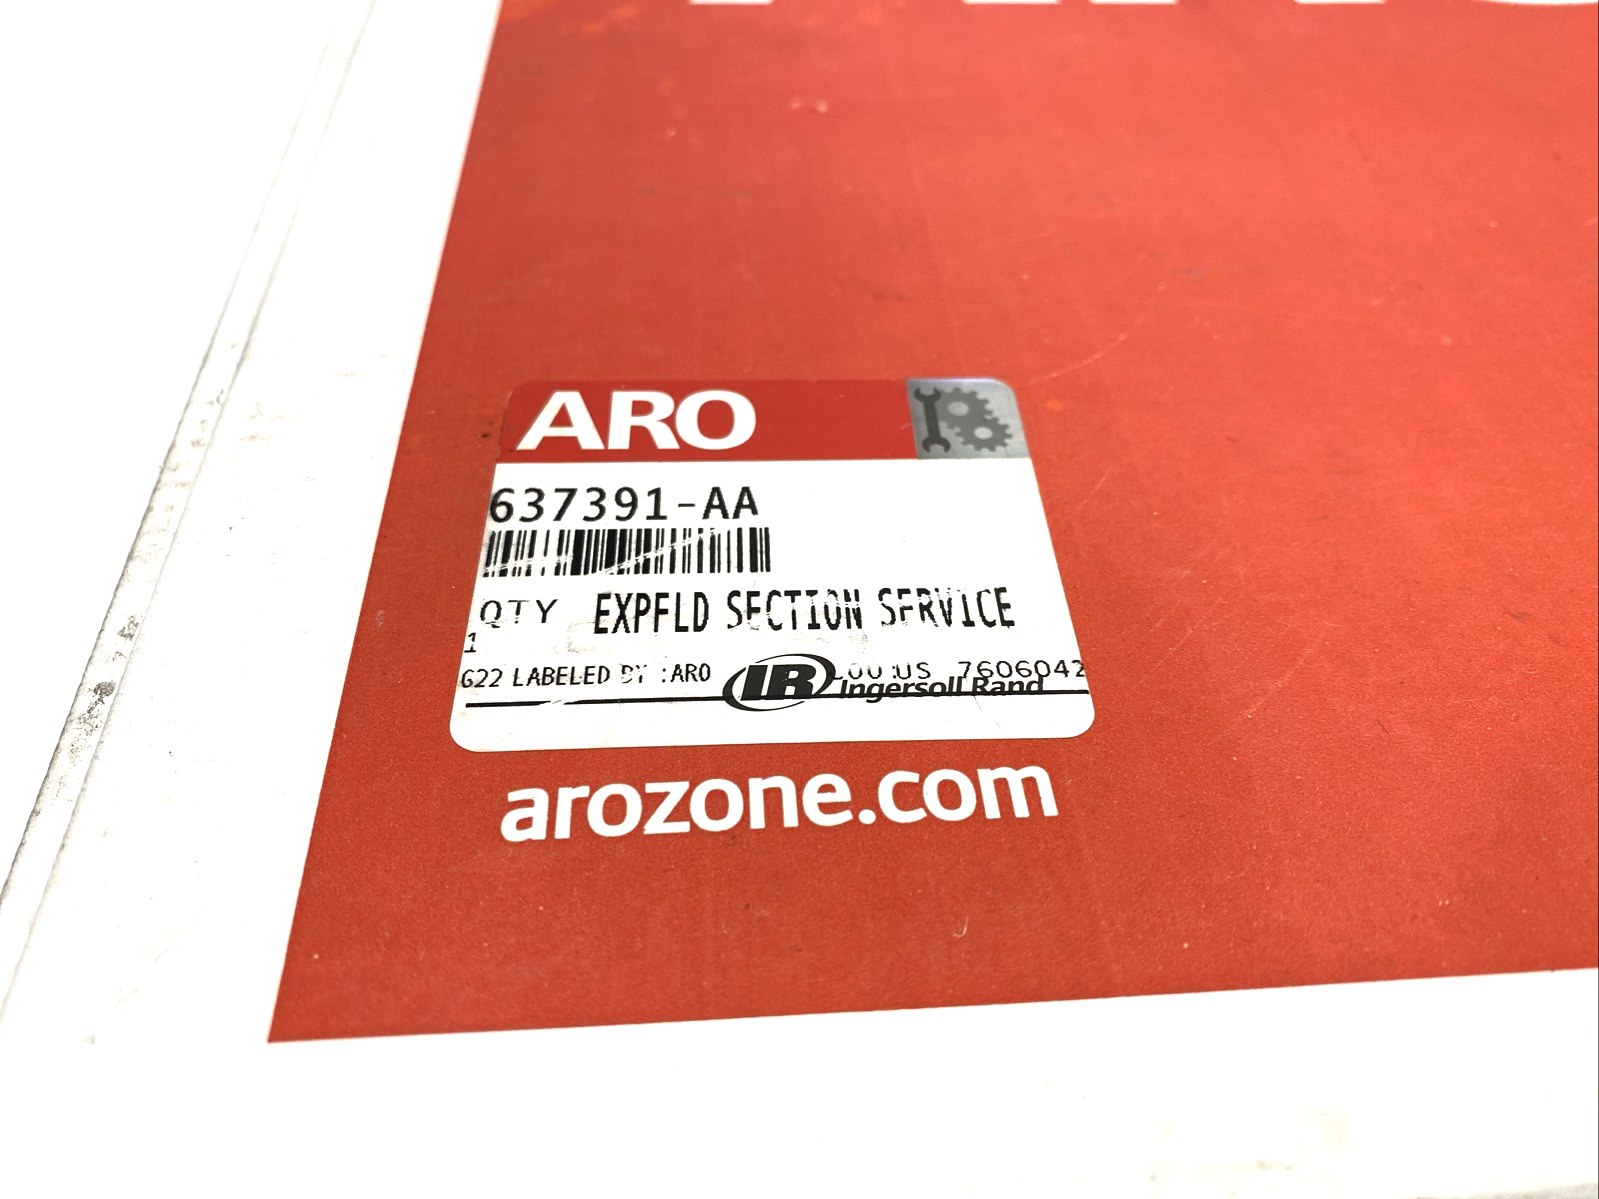 ARO
637391-AA
QTY EXPFLD SECTION SERVICE
1
G22 LABELED BY :ARO IR :US 7606042
Ingersoll Rand
arozone.com